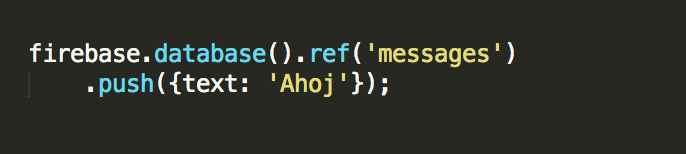 firebase.database().ref('messages')
    .push({text: 'Ahoj'});